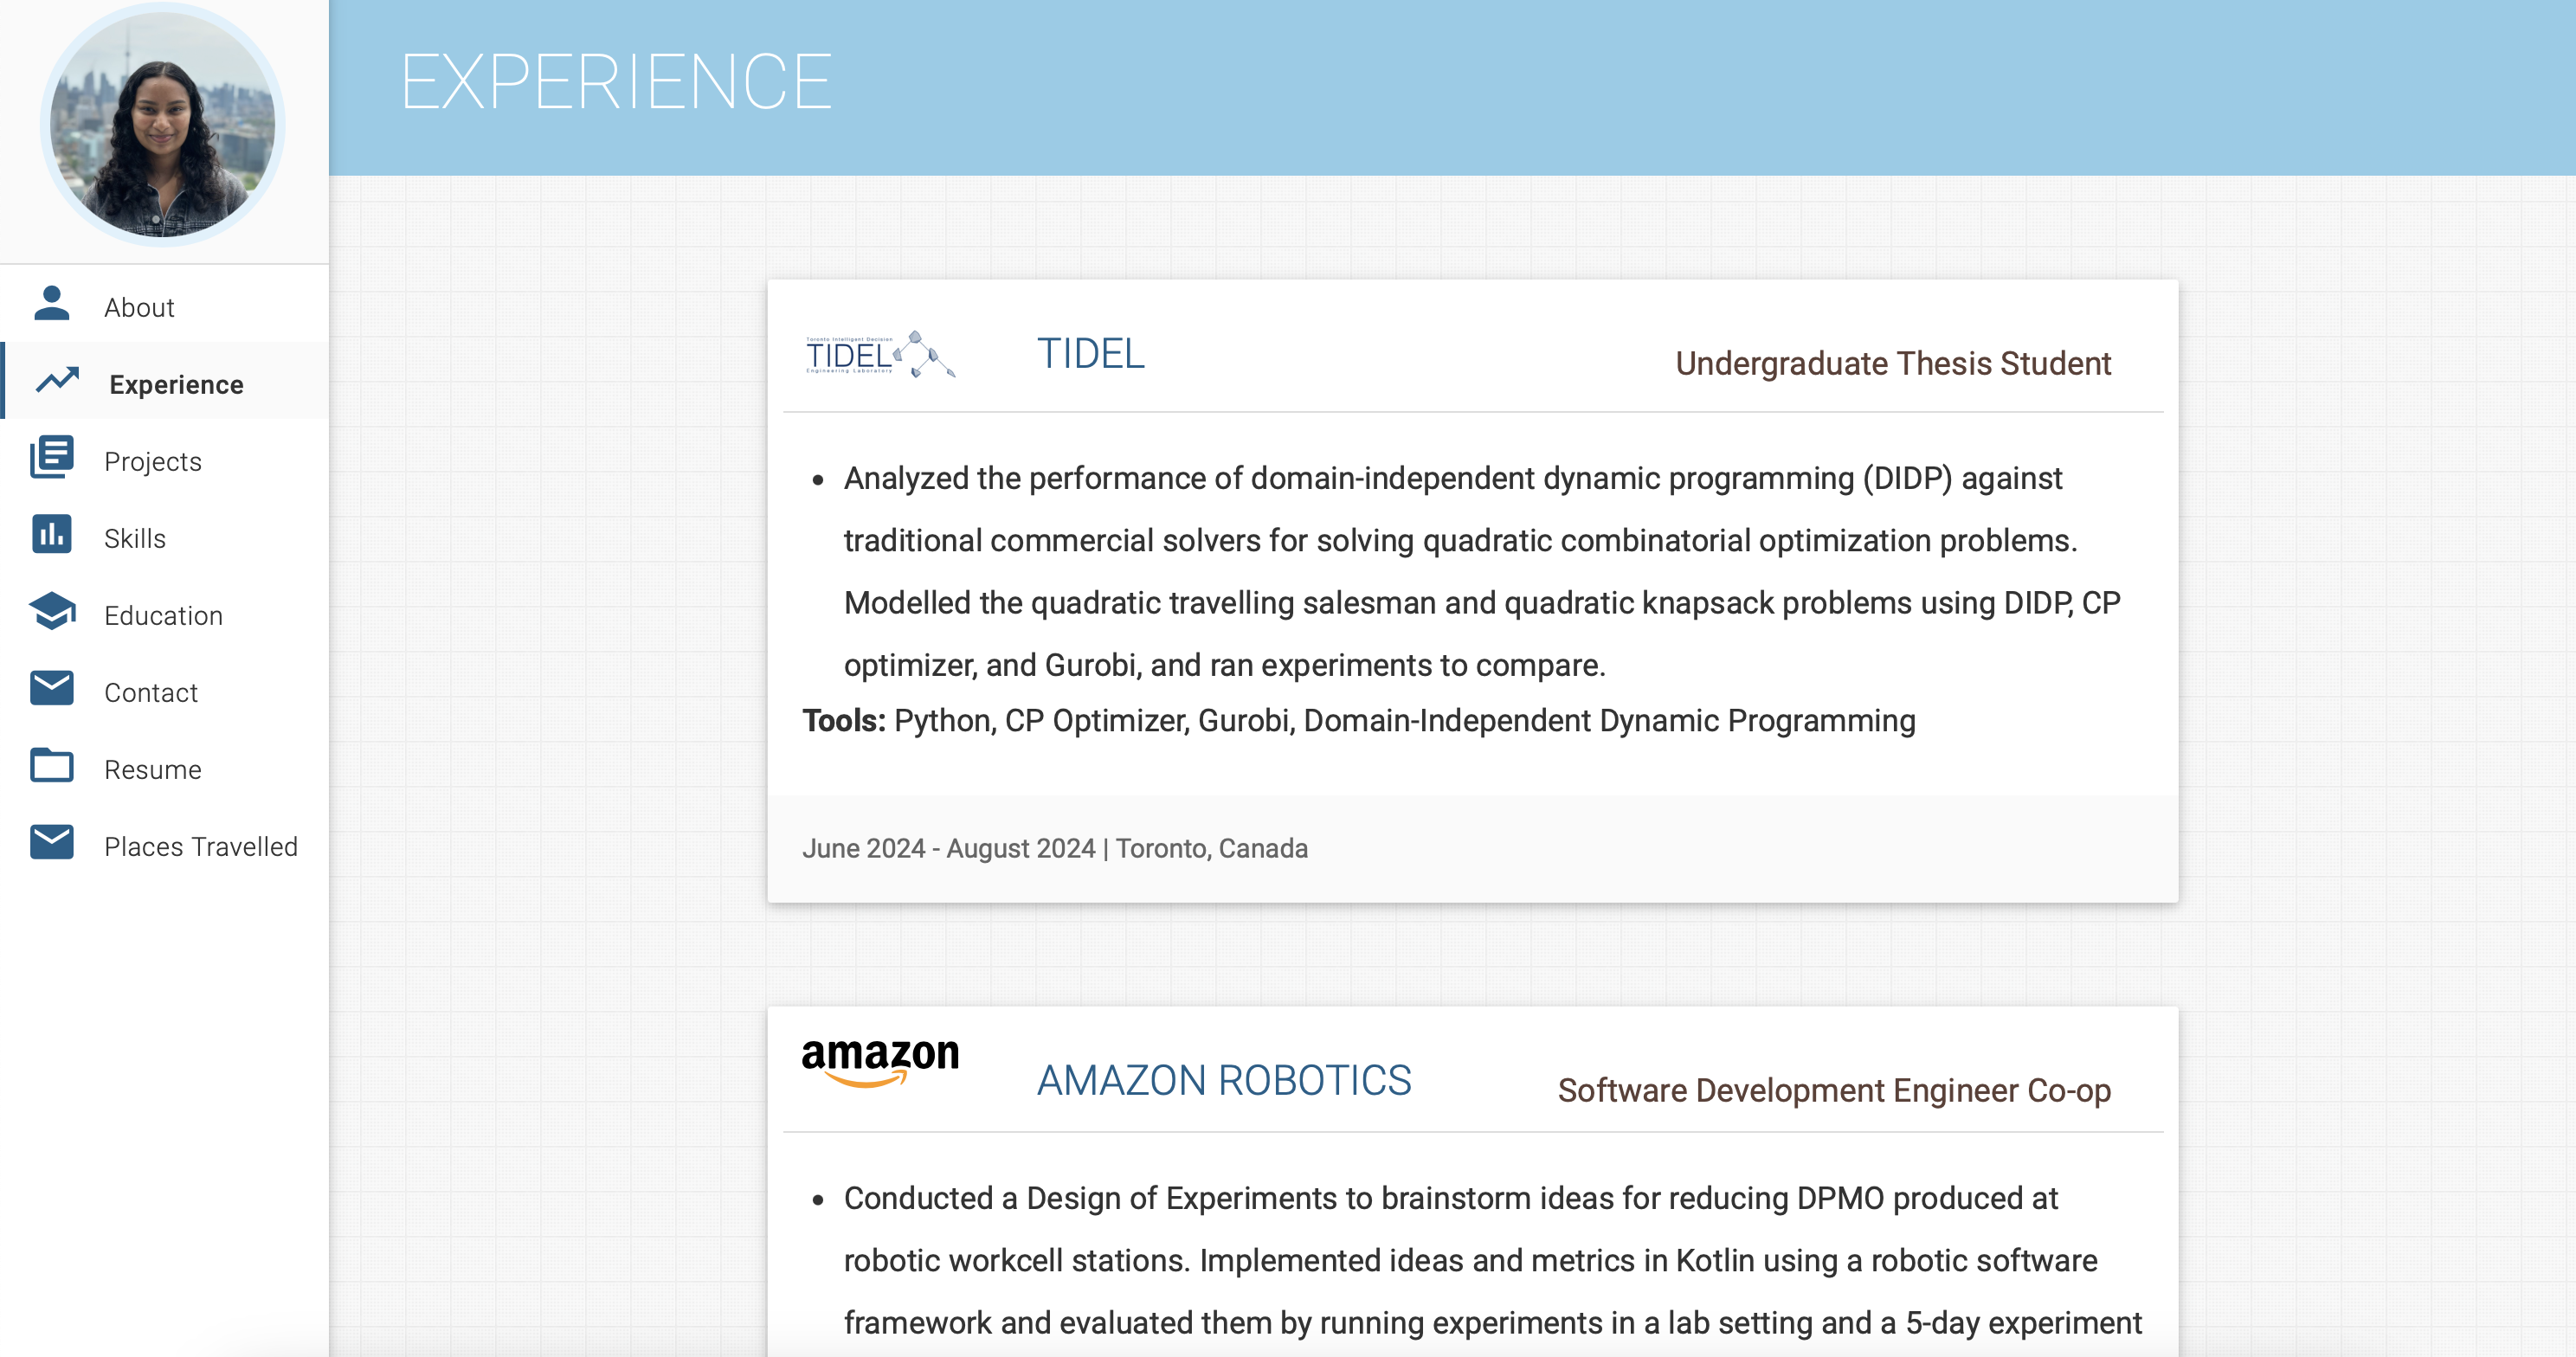 EXPERIENCE
About
Experience
Projects
Skills
Education
Contact
Resume
Places Travelled
Toronto Intelligent Decision
TIDEL
Engineering Laboratory
TIDEL
Undergraduate Thesis Student
• Analyzed the performance of domain-independent dynamic programming (DIDP) against
traditional commercial solvers for solving quadratic combinatorial optimization problems.
Modelled the quadratic travelling salesman and quadratic knapsack problems using DIDP, CP
optimizer, and Gurobi, and ran experiments to compare.
Tools: Python, CP Optimizer, Gurobi, Domain-Independent Dynamic Programming
June 2024 - August 2024 | Toronto, Canada
amazon
AMAZON ROBOTICS
Software Development Engineer Co-op
• Conducted a Design of Experiments to brainstorm ideas for reducing DPMO produced at
robotic workcell stations. Implemented ideas and metrics in Kotlin using a robotic software
framework and evaluated them by running experiments in a lab setting and a 5-day experiment